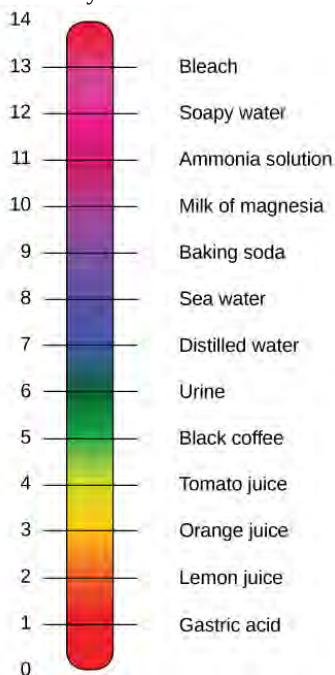 14
13 Bleach
12 Soapy water
11 Ammonia solution
10 Milk of magnesia
9 Baking soda
8 Sea water
7 Distilled water
6 Urine
5 Black coffee
4 Tomato juice
3 Orange juice
2 Lemon juice
1 Gastric acid
0